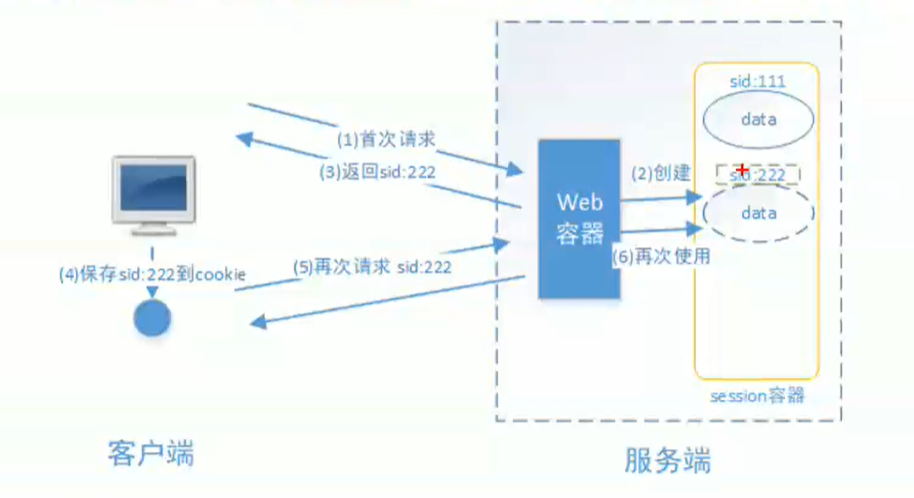 sid:111
data
(1)首次请求
(3)返回sid:222
(2)创建
sid:222
Web
容器
data
(6)再次使用
(5)再次请求 sid:222
(4)保存sid:222到cookie
session容器
客户端
服务端